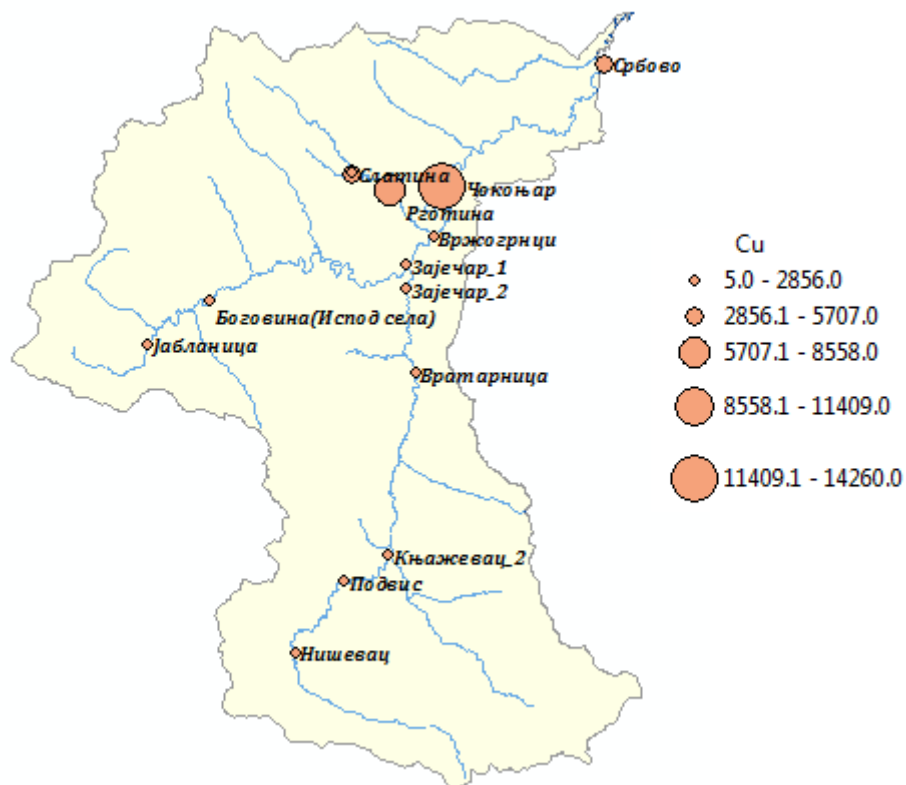 Србово
Слатина
Чокоњар
Рготина
Вржогрнци
Зајечар_1
Зајечар_2
Боговина(Испод села)
Јабланица
Вратарница
Књажевац_2
Подвис
Нишевац
Cu
5.0 - 2856.0
2856.1 - 5707.0
5707.1 - 8558.0
8558.1 - 11409.0
11409.1 - 14260.0